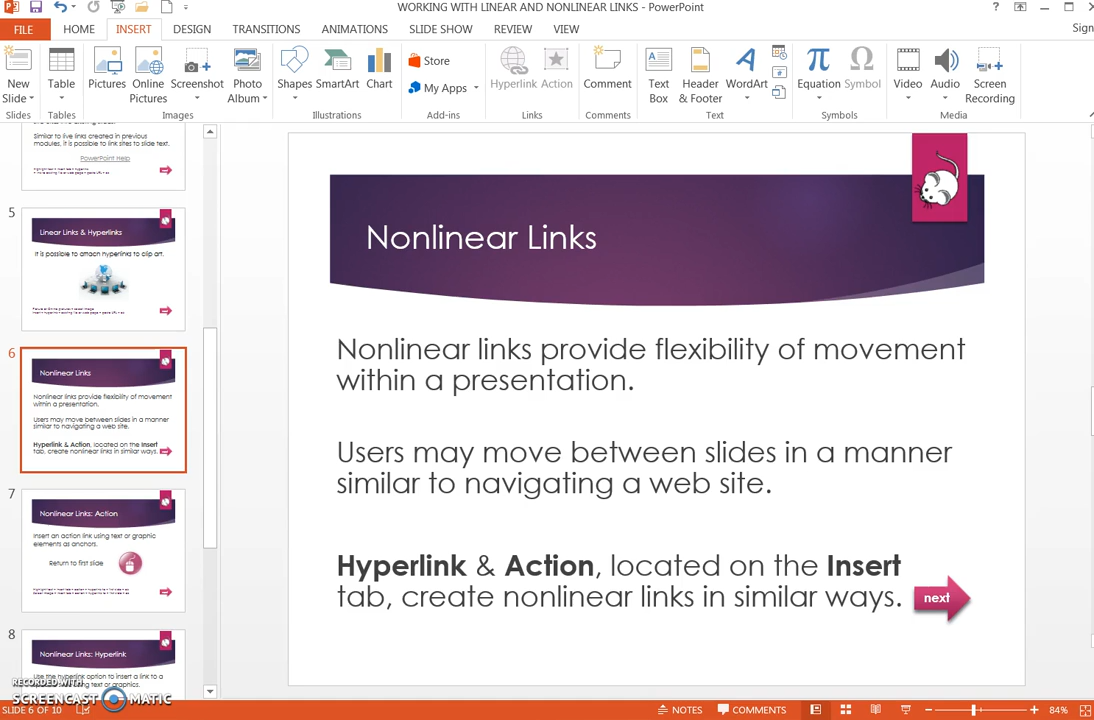 WORKING WITH LINEAR AND NONLINEAR LINKS - PowerPoint
FILE HOME INSERT DESIGN TRANSITIONS ANIMATIONS SLIDE SHOW REVIEW VIEW Sign
New Slide Table Pictures Online Pictures Screenshot Photo Album Shapes SmartArt Chart Store My Apps Hyperlink Action Comment Text Box Header & Footer WordArt Equation Symbol Video Audio Screen Recording
Slides Tables Images Illustrations Add-ins Links Comments Text Symbols Media
Similar to live links created in previous
modules, it is possible to link sites to slide text.
PowerPoint Help
5
Linear Links & Hyperlinks
It is possible to attach hyperlinks to clip art.
6
Nonlinear Links
Nonlinear links provide flexibility of movement
within a presentation.
Users may move between slides in a manner
similar to navigating a web site.
Hyperlink & Action, located on the Insert
tab, create nonlinear links in similar ways.
7
Nonlinear Links: Action
Insert an action link using text or graphic
elements as anchors.
Return to first slide
8
Nonlinear Links: Hyperlink
Use the hyperlink option to insert a link to a
Nonlinear Links
Nonlinear links provide flexibility of movement
within a presentation.
Users may move between slides in a manner
similar to navigating a web site.
Hyperlink & Action, located on the Insert
tab, create nonlinear links in similar ways.
next
RECORDED WITH
SCREENCAST MATIC
SLIDE 6 OF 10 NOTES COMMENTS 84%